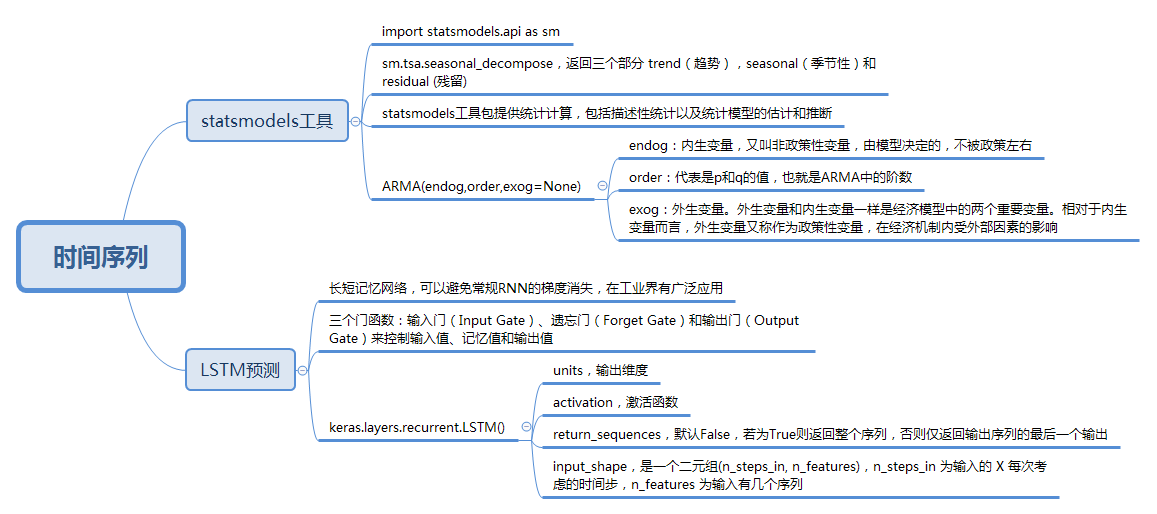 时间序列
statsmodels工具
import statsmodels.api as sm
sm.tsa.seasonal_decompose，返回三个部分 trend（趋势），seasonal（季节性）和
residual (残留)
statsmodels工具包提供统计计算，包括描述性统计以及统计模型的估计和推断
ARMA(endog,order,exog=None)
endog：内生变量，又叫非政策性变量，由模型决定的，不被政策左右
order：代表是p和q的值，也就是ARMA中的阶数
exog：外生变量。外生变量和内生变量一样是经济模型中的两个重要变量。相对于内生
变量而言，外生变量又称作为政策性变量，在经济机制内受外部因素的影响
LSTM预测
长短记忆网络，可以避免常规RNN的梯度消失，在工业界有广泛应用
三个门函数：输入门（Input Gate）、遗忘门（Forget Gate）和输出门（Output
Gate）来控制输入值、记忆值和输出值
keras.layers.recurrent.LSTM()
units，输出维度
activation，激活函数
return_sequences，默认False，若为True则返回整个序列，否则仅返回输出序列的最后一个输出
input_shape，是一个二元组(n_steps_in, n_features)，n_steps_in 为输入的 X 每次考
虑的时间步，n_features 为输入有几个序列